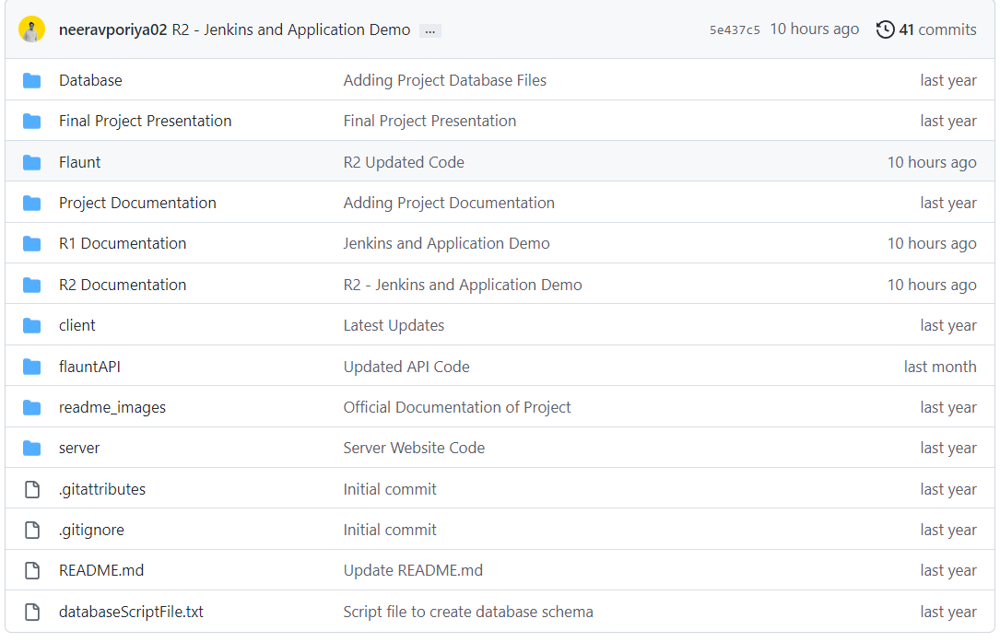 neeravporiya02 R2 - Jenkins and Application Demo ... 5e437c5 10 hours ago 41 commits
Database Adding Project Database Files last year
Final Project Presentation Final Project Presentation last year
Flaunt R2 Updated Code 10 hours ago
Project Documentation Adding Project Documentation last year
R1 Documentation Jenkins and Application Demo 10 hours ago
R2 Documentation R2 - Jenkins and Application Demo 10 hours ago
client Latest Updates last year
flauntAPI Updated API Code last month
readme_images Official Documentation of Project last year
server Server Website Code last year
.gitattributes Initial commit last year
.gitignore Initial commit last year
README.md Update README.md last year
databaseScriptFile.txt Script file to create database schema last year